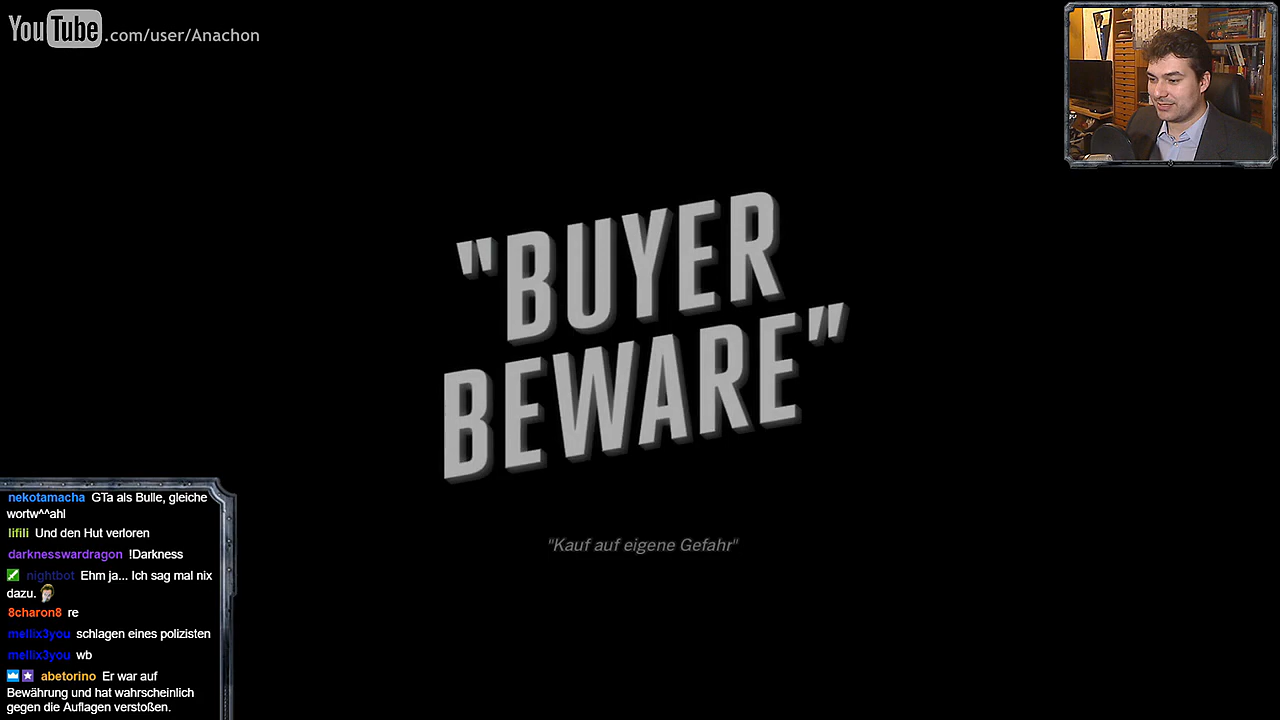 YouTube.com/user/Anachon
"BUYER
BEWARE"
"Kauf auf eigene Gefahr"
nekotamacha GTa als Bulle, gleiche
wortw^^ahl
lifili Und den Hut verloren
darknesswardragon !Darkness
nightbot Ehm ja... Ich sag mal nix
dazu.
8charon8 re
mellix3you schlagen eines polizisten
mellix3you wb
abetorino Er war auf
Bewährung und hat wahrscheinlich
gegen die Auflagen verstoßen.